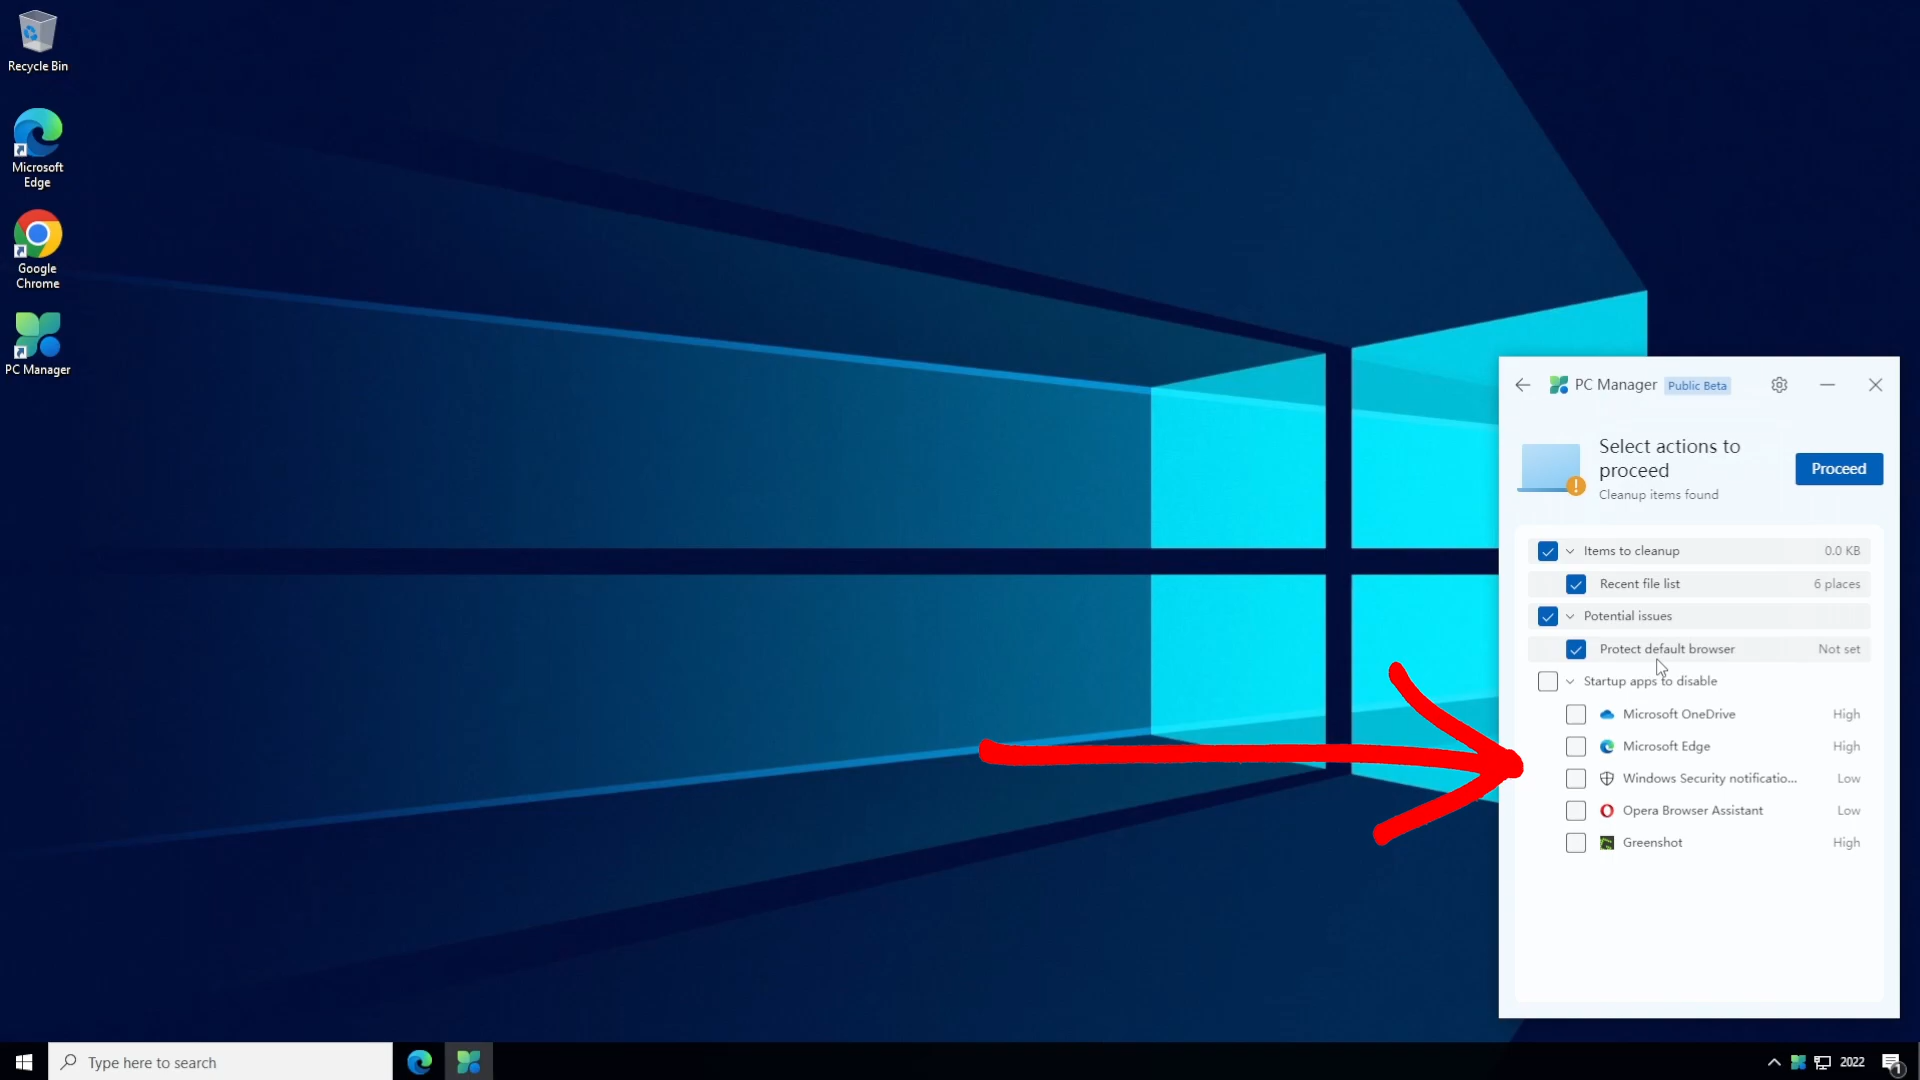 Recycle Bin
Microsoft
Edge
Google
Chrome
PC Manager
PC Manager Public Beta
Select actions to
proceed
Cleanup items found
Proceed
Items to cleanup 0.0 KB
Recent file list 6 places
Potential issues
Protect default browser Not set
Startup apps to disable
Microsoft OneDrive High
Microsoft Edge High
Windows Security notificatio... Low
Opera Browser Assistant Low
Greenshot High
Type here to search
2022
1